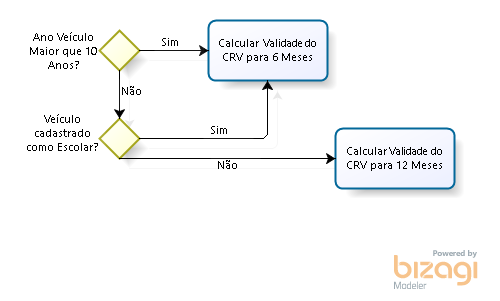 Ano Veículo
Maior que 10
Anos?
Sim
Calcular Validade do
CRV para 6 Meses
Não
Veículo
cadastrado
como Escolar?
Sim
Não
Calcular Validade do
CRV para 12 Meses
Powered by
bizagi
Modeler